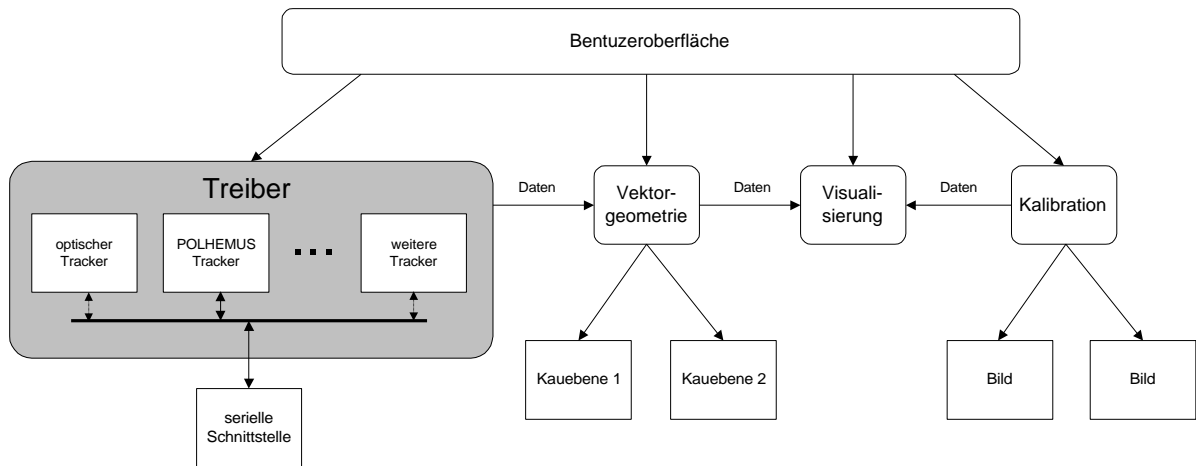 Bentuzeroberfläche
Treiber
Daten
Vektor-
geometrie
Daten
Visuali-
sierung
Daten
Kalibration
optischer
Tracker
POLHEMUS
Tracker
...
weitere
Tracker
Kauebene 1
Kauebene 2
Bild
Bild
serielle
Schnittstelle